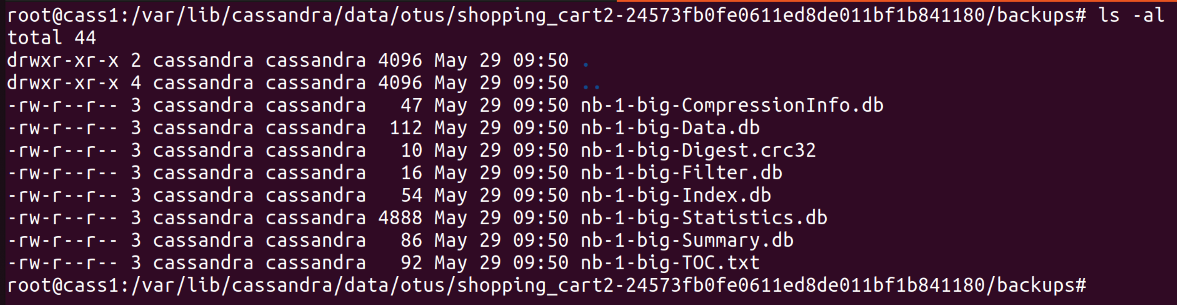 root@cass1:/var/lib/cassandra/data/otus/shopping_cart2-24573fb0fe0611ed8de011bf1b841180/backups# ls -al
total 44
drwxr-xr-x 2 cassandra cassandra 4096 May 29 09:50 .
drwxr-xr-x 4 cassandra cassandra 4096 May 29 09:50 ..
-rw-r--r-- 3 cassandra cassandra   47 May 29 09:50 nb-1-big-CompressionInfo.db
-rw-r--r-- 3 cassandra cassandra  112 May 29 09:50 nb-1-big-Data.db
-rw-r--r-- 3 cassandra cassandra   10 May 29 09:50 nb-1-big-Digest.crc32
-rw-r--r-- 3 cassandra cassandra   16 May 29 09:50 nb-1-big-Filter.db
-rw-r--r-- 3 cassandra cassandra   54 May 29 09:50 nb-1-big-Index.db
-rw-r--r-- 3 cassandra cassandra 4888 May 29 09:50 nb-1-big-Statistics.db
-rw-r--r-- 3 cassandra cassandra   86 May 29 09:50 nb-1-big-Summary.db
-rw-r--r-- 3 cassandra cassandra   92 May 29 09:50 nb-1-big-TOC.txt
root@cass1:/var/lib/cassandra/data/otus/shopping_cart2-24573fb0fe0611ed8de011bf1b841180/backups#